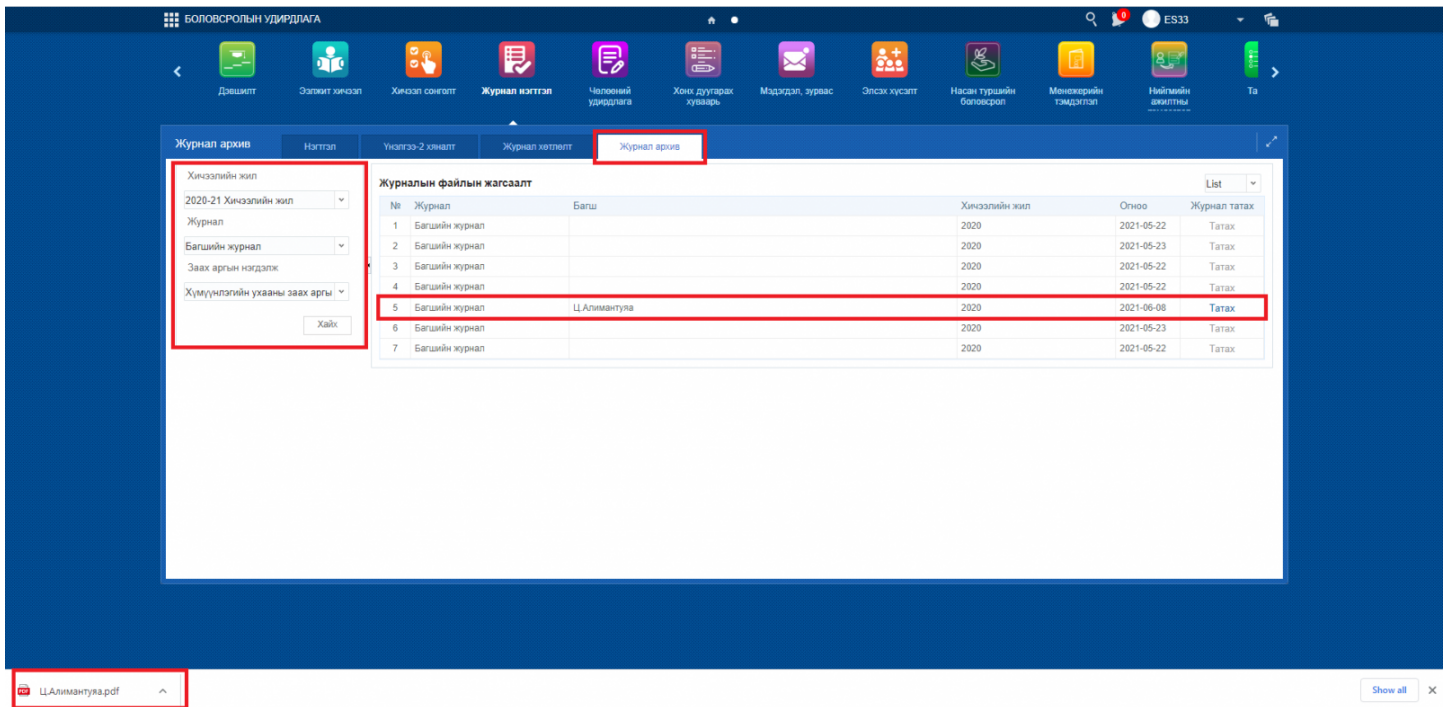 БОЛОВСРОЛЫН УДИРДЛАГА
0
ES33
Дэвшилт
Ээлжит хичээл
Хичээл сонголт
Журнал нэгтгэл
Чөлөөний удирдлага
Хонх дуугарах хуваарь
Мэдэгдэл, зурвас
Элсэх хүсэлт
Насан туршийн боловсрол
Менежерийн тэмдэглэл
Нийгмийн ажилтны
Та
Журнал архив
Нэгтгэл
Үнэлгээ-2 хяналт
Журнал хөтлөлт
Журнал архив
Хичээлийн жил
2020-21 Хичээлийн жил
Журнал
Багшийн журнал
Заах аргын нэгдэлж
Хүмүүнлэгийн ухааны заах аргы
Хайх
Журналын файлын жагсаалт
List
№ Журнал Багш Хичээлийн жил Огноо Журнал татах
1 Багшийн журнал 2020 2021-05-22 Татах
2 Багшийн журнал 2020 2021-05-23 Татах
3 Багшийн журнал 2020 2021-05-22 Татах
4 Багшийн журнал 2020 2021-05-22 Татах
5 Багшийн журнал Ц.Алимантуяа 2020 2021-06-08 Татах
6 Багшийн журнал 2020 2021-05-23 Татах
7 Багшийн журнал 2020 2021-05-22 Татах
PDF Ц.Алимантуяа.pdf
Show all